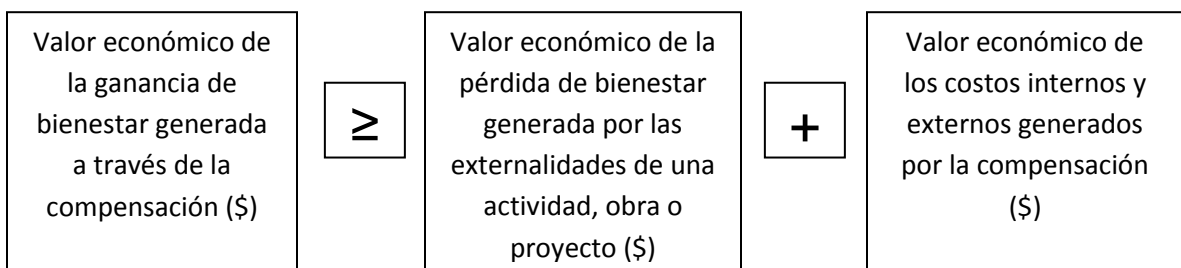 Valor económico de
la ganancia de
bienestar generada
a través de la
compensación ($)
≥
Valor económico de la
pérdida de bienestar
generada por las
externalidades de una
actividad, obra o
proyecto ($)
+
Valor económico de
los costos internos y
externos generados
por la compensación
($)